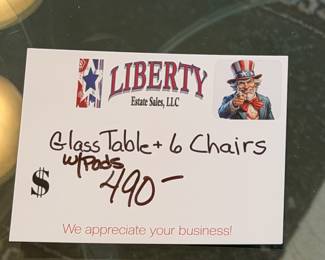 LIBERTY
Estate Sales, LLC
Glass Table + 6 Chairs
w/Pads
$ 490-
We appreciate your business!